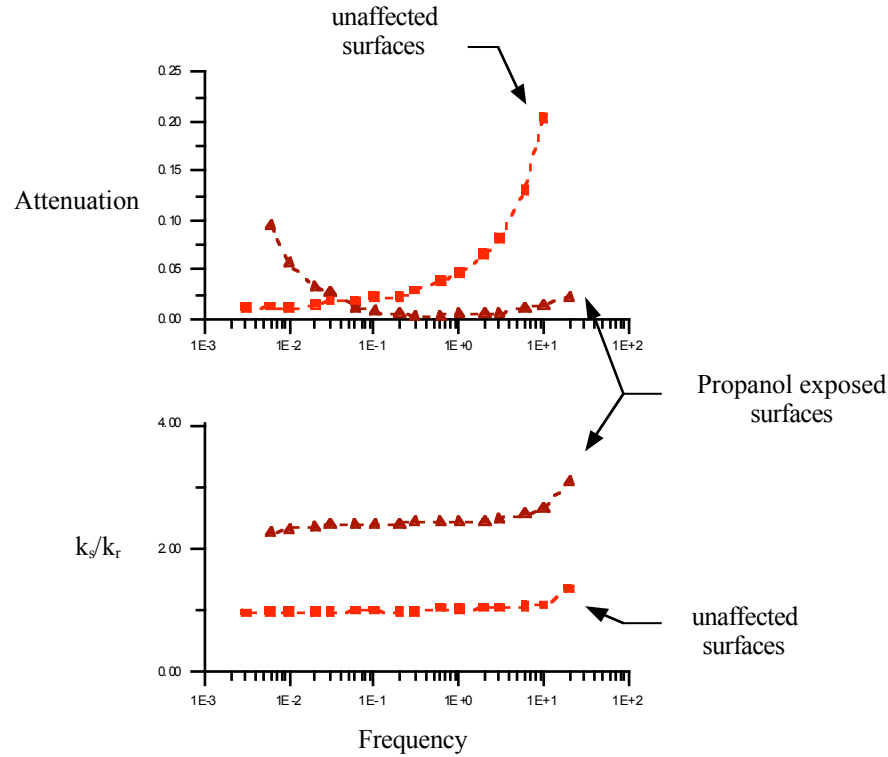 unaffected
surfaces
0.25
0.20
0.15
Attenuation
0.10
0.05
0.00
1E-3 1E-2 1E-1 1E+0 1E+1 1E+2
Propanol exposed
surfaces
4.00
kₛ/kᵣ
2.00
unaffected
surfaces
0.00
1E-3 1E-2 1E-1 1E+0 1E+1 1E+2
Frequency